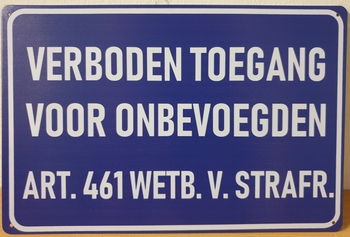 VERBODEN TOEGANG
VOOR ONBEVOEGDEN
ART. 461 WETB. V. STRAFR.